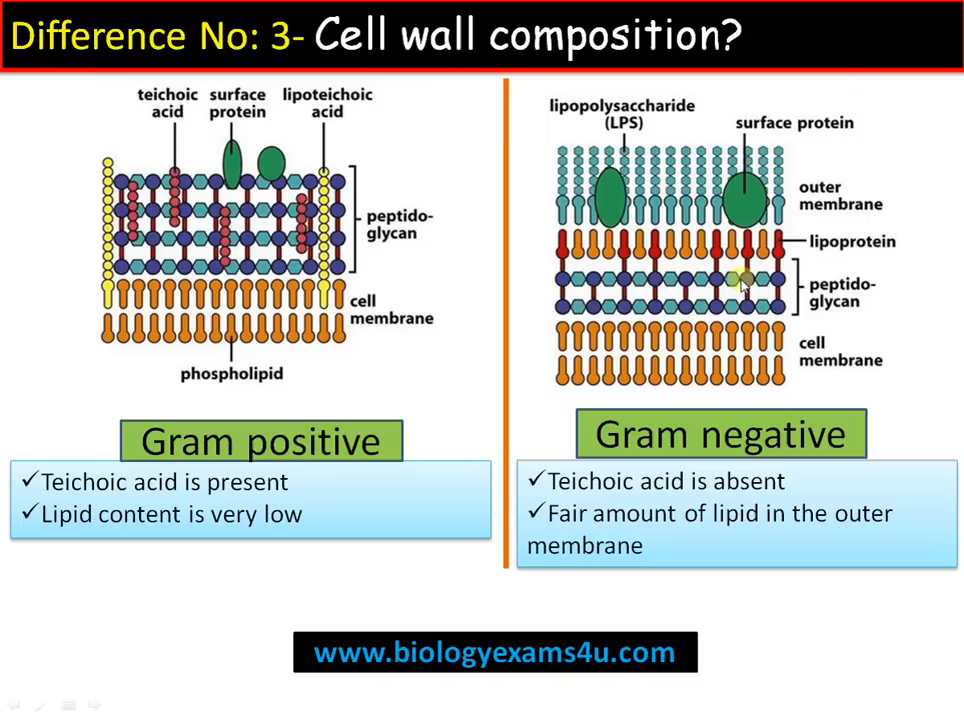 Difference No: 3- Cell wall composition?
teichoic
acid
surface
protein
lipoteichoic
acid
peptido-
glycan
cell
membrane
phospholipid
lipopolysaccharide
(LPS)
surface protein
outer
membrane
lipoprotein
peptido-
glycan
cell
membrane
Gram positive
✓Teichoic acid is present
✓Lipid content is very low
Gram negative
✓Teichoic acid is absent
✓Fair amount of lipid in the outer
membrane
www.biologyexams4u.com